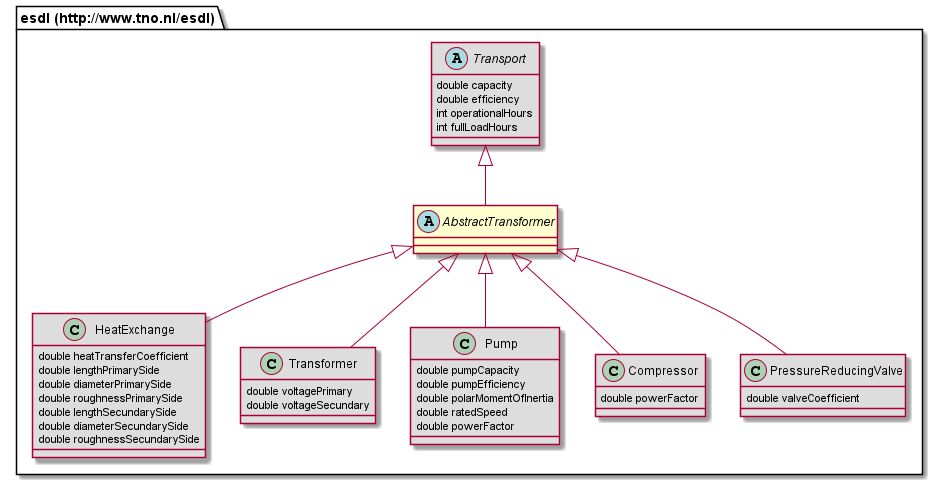 esdl (http://www.tno.nl/esdl)
A Transport
double capacity
double efficiency
int operationalHours
int fullLoadHours
A AbstractTransformer
C HeatExchange
double heatTransferCoefficient
double lengthPrimarySide
double diameterPrimarySide
double roughnessPrimarySide
double lengthSecundarySide
double diameterSecundarySide
double roughnessSecundarySide
C Transformer
double voltagePrimary
double voltageSecundary
C Pump
double pumpCapacity
double pumpEfficiency
double polarMomentOfInertia
double ratedSpeed
double powerFactor
C Compressor
double powerFactor
C PressureReducingValve
double valveCoefficient